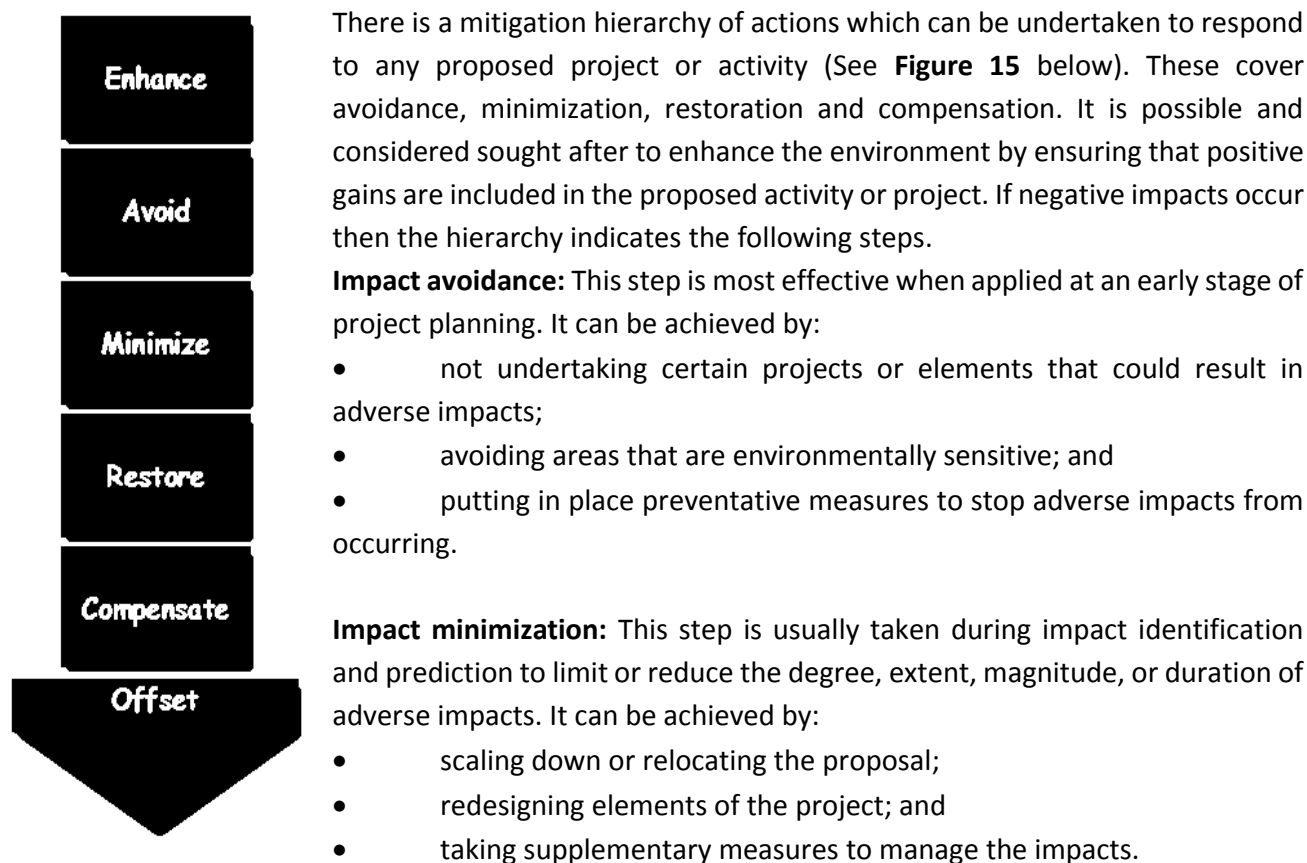 Enhance
Avoid
Minimize
Restore
Compensate
Offset
There is a mitigation hierarchy of actions which can be undertaken to respond
to any proposed project or activity (See Figure 15 below). These cover
avoidance, minimization, restoration and compensation. It is possible and
considered sought after to enhance the environment by ensuring that positive
gains are included in the proposed activity or project. If negative impacts occur
then the hierarchy indicates the following steps.
Impact avoidance: This step is most effective when applied at an early stage of
project planning. It can be achieved by:
• not undertaking certain projects or elements that could result in
adverse impacts;
• avoiding areas that are environmentally sensitive; and
• putting in place preventative measures to stop adverse impacts from
occurring.
Impact minimization: This step is usually taken during impact identification
and prediction to limit or reduce the degree, extent, magnitude, or duration of
adverse impacts. It can be achieved by:
• scaling down or relocating the proposal;
• redesigning elements of the project; and
• taking supplementary measures to manage the impacts.